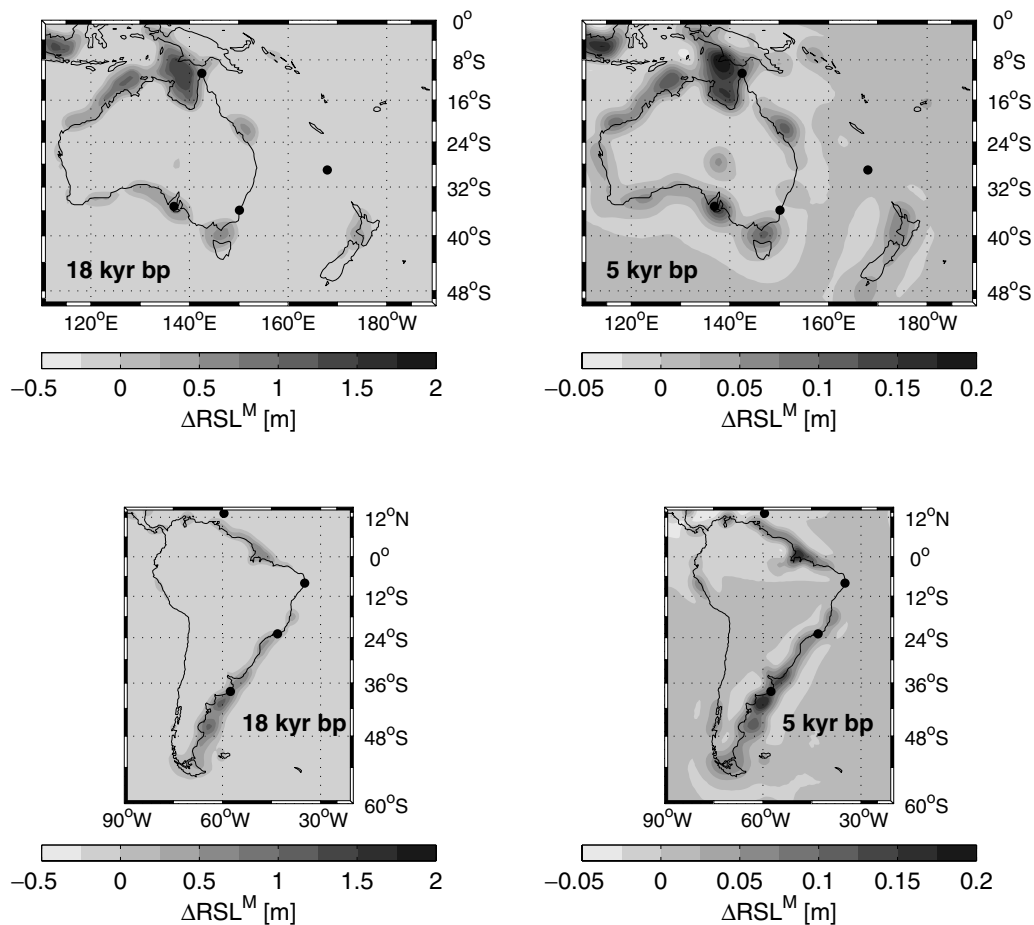 0° 0°
8°S 8°S
16°S 16°S
24°S 24°S
32°S 32°S
40°S 40°S
18 kyr bp 5 kyr bp
48°S 48°S
120°E 140°E 160°E 180°W 120°E 140°E 160°E 180°W
−0.5 0 0.5 1 1.5 2 −0.5 0 0.05 0.1 0.15 0.2
ΔRSL^M [m] ΔRSL^M [m]
12°N 12°N
0° 0°
12°S 12°S
24°S 24°S
36°S 36°S
18 kyr bp 5 kyr bp
48°S 48°S
60°S 60°S
90°W 60°W 30°W 90°W 60°W 30°W
−0.5 0 0.5 1 1.5 2 −0.05 0 0.05 0.1 0.15 0.2
ΔRSL^M [m] ΔRSL^M [m]